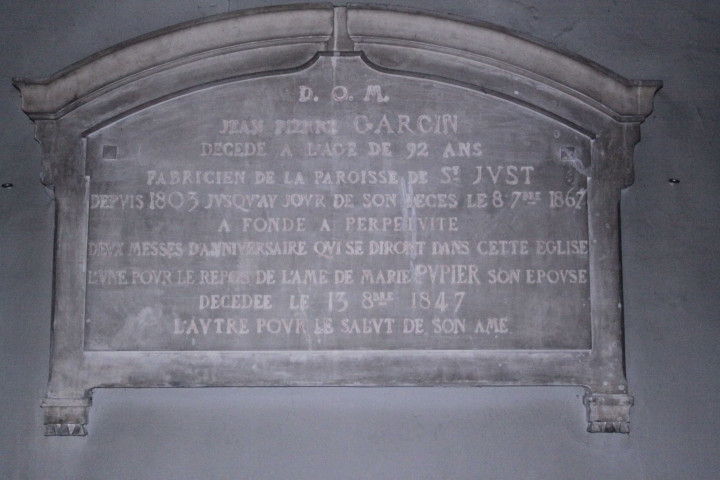 D. O. M.
JEAN PIERRE GARCIN
DECEDE A L'AGE DE 92 ANS
FABRICIEN DE LA PAROISSE DE ST JVST
DEPVIS 1803 JVSQV'AV JOVR DE SON DECES LE 8 7BRE 1867
A FONDE A PERPETVITE
DEVX MESSES D'ANNIVERSAIRE QVI SE DIRONT DANS CETTE EGLISE
L'VNE POVR LE REPOS DE L'AME DE MARIE PVPIER SON EPOVSE
DECEDEE LE 13 8BRE 1847
L'AVTRE POVR LE SALVT DE SON AME